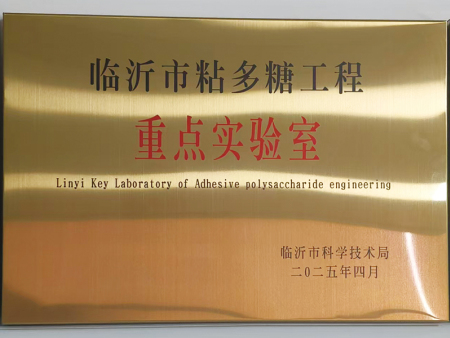 临沂市粘多糖工程
重点实验室
Linyi Key Laboratory of Adhesive polysaccharide engineering
临沂市科学技术局
二〇二五年四月